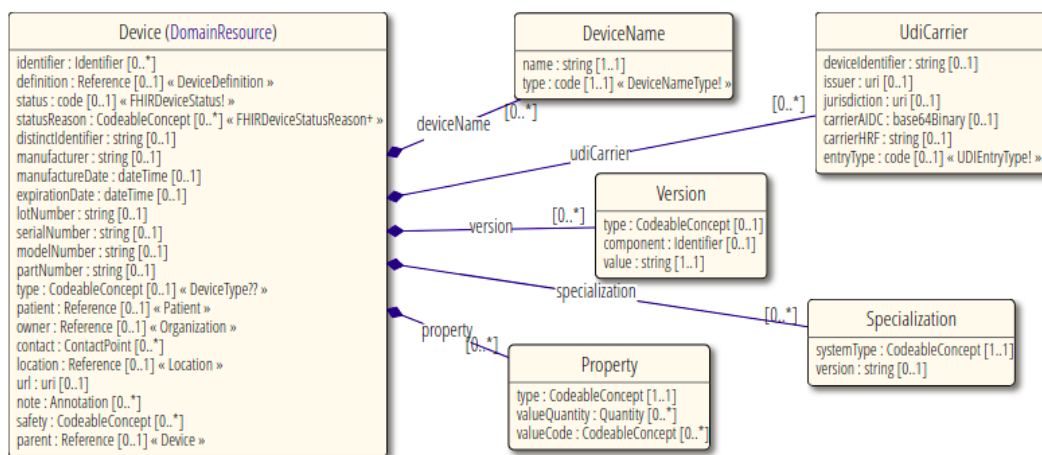 Device (DomainResource)
identifier : Identifier [0..*]
definition : Reference [0..1] « DeviceDefinition »
status : code [0..1] « FHIRDeviceStatus! »
statusReason : CodeableConcept [0..*] « FHIRDeviceStatusReason+ »
distinctIdentifier : string [0..1]
manufacturer : string [0..1]
manufactureDate : dateTime [0..1]
expirationDate : dateTime [0..1]
lotNumber : string [0..1]
serialNumber : string [0..1]
modelNumber : string [0..1]
partNumber : string [0..1]
type : CodeableConcept [0..1] « DeviceType?? »
patient : Reference [0..1] « Patient »
owner : Reference [0..1] « Organization »
contact : ContactPoint [0..*]
location : Reference [0..1] « Location »
url : uri [0..1]
note : Annotation [0..*]
safety : CodeableConcept [0..*]
parent : Reference [0..1] « Device »
DeviceName
name : string [1..1]
type : code [1..1] « DeviceNameType! »
[0..*]
deviceName
UdiCarrier
deviceIdentifier : string [0..1]
issuer : uri [0..1]
jurisdiction : uri [0..1]
carrierAIDC : base64Binary [0..1]
carrierHRF : string [0..1]
entryType : code [0..1] « UDIEntryType! »
[0..*]
udiCarrier
Version
type : CodeableConcept [0..1]
component : Identifier [0..1]
value : string [1..1]
[0..*]
version
specialization
[0..*]
Specialization
systemType : CodeableConcept [1..1]
version : string [0..1]
property
[0..*]
Property
type : CodeableConcept [1..1]
valueQuantity : Quantity [0..*]
valueCode : CodeableConcept [0..*]